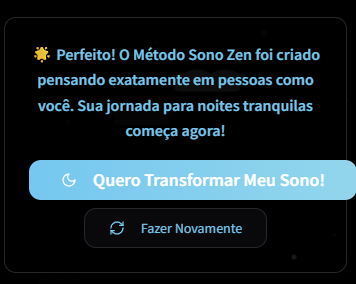 🌟 Perfeito! O Método Sono Zen foi criado
pensando exatamente em pessoas como
você. Sua jornada para noites tranquilas
começa agora!
Quero Transformar Meu Sono!
Fazer Novamente